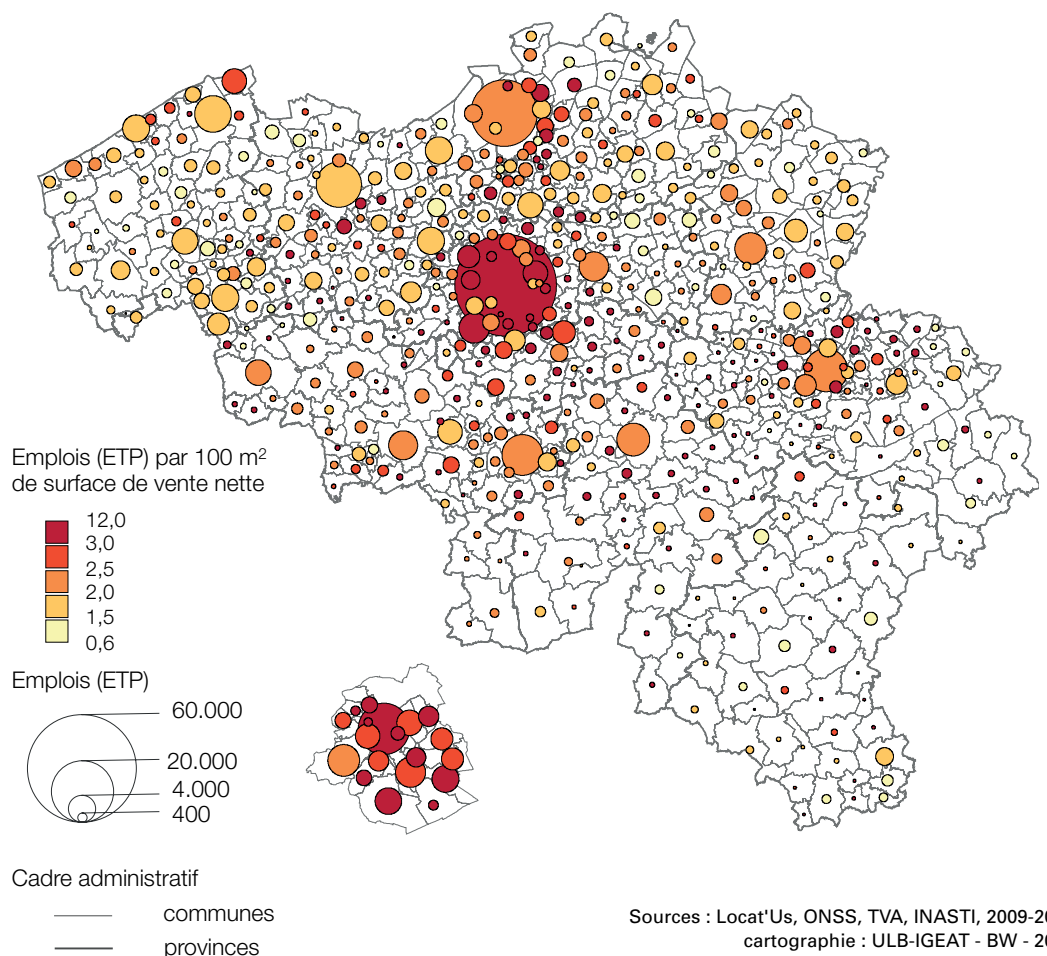 Emplois (ETP) par 100 m²
de surface de vente nette
12,0
3,0
2,5
2,0
1,5
0,6
Emplois (ETP)
60.000
20.000
4.000
400
Cadre administratif
communes
provinces
Sources : Locat'Us, ONSS, TVA, INASTI, 2009-20
cartographie : ULB-IGEAT - BW - 20